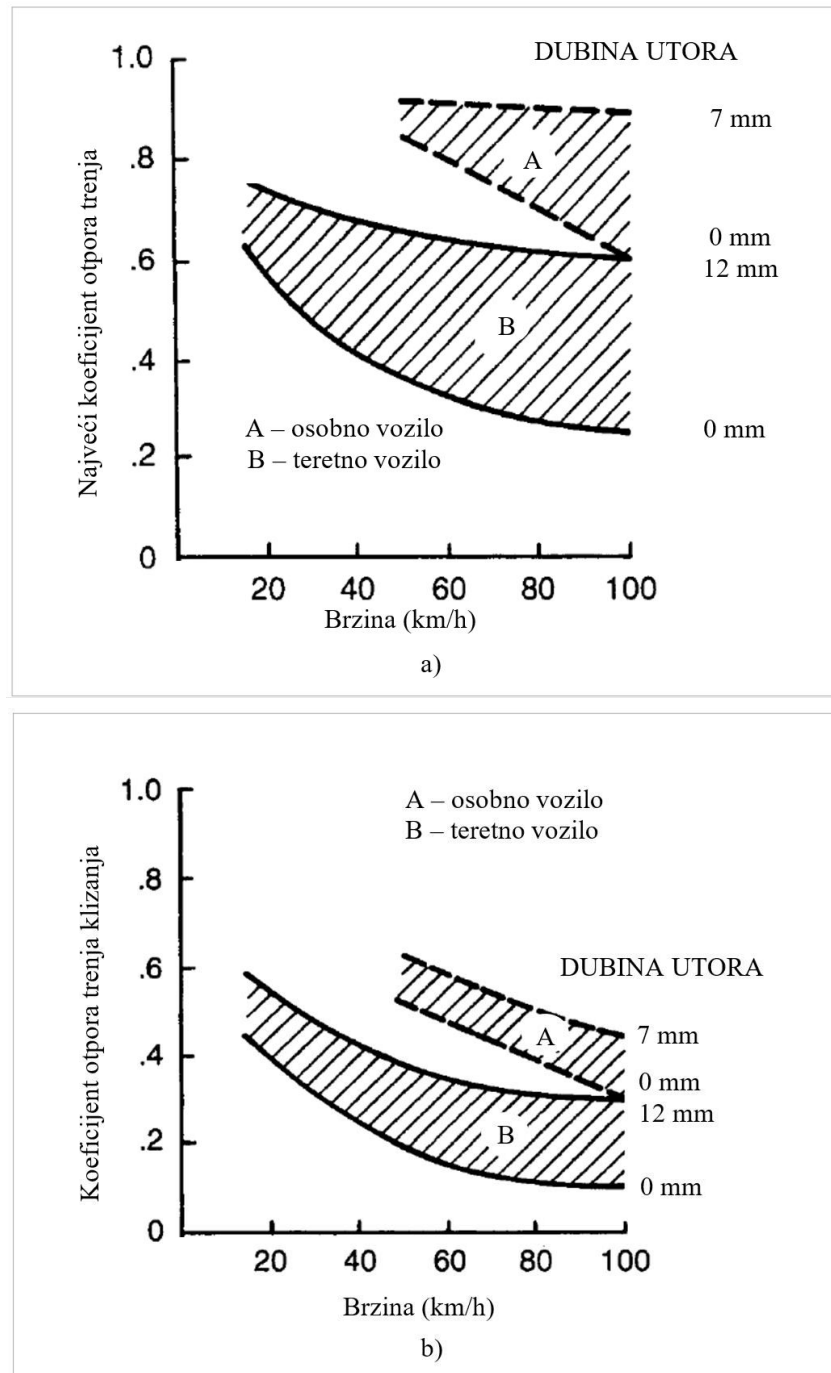 DUBINA UTORA
1.0
7 mm
.8
A
0 mm
.6
12 mm
B
.4
A – osobno vozilo
0 mm
B – teretno vozilo
.2
0
Najveći koeficijent otpora trenja
20 40 60 80 100
Brzina (km/h)
a)
1.0
A – osobno vozilo
B – teretno vozilo
.8
.6
DUBINA UTORA
A
7 mm
.4
0 mm
12 mm
.2
B
0 mm
0
Koeficijent otpora trenja klizanja
20 40 60 80 100
Brzina (km/h)
b)